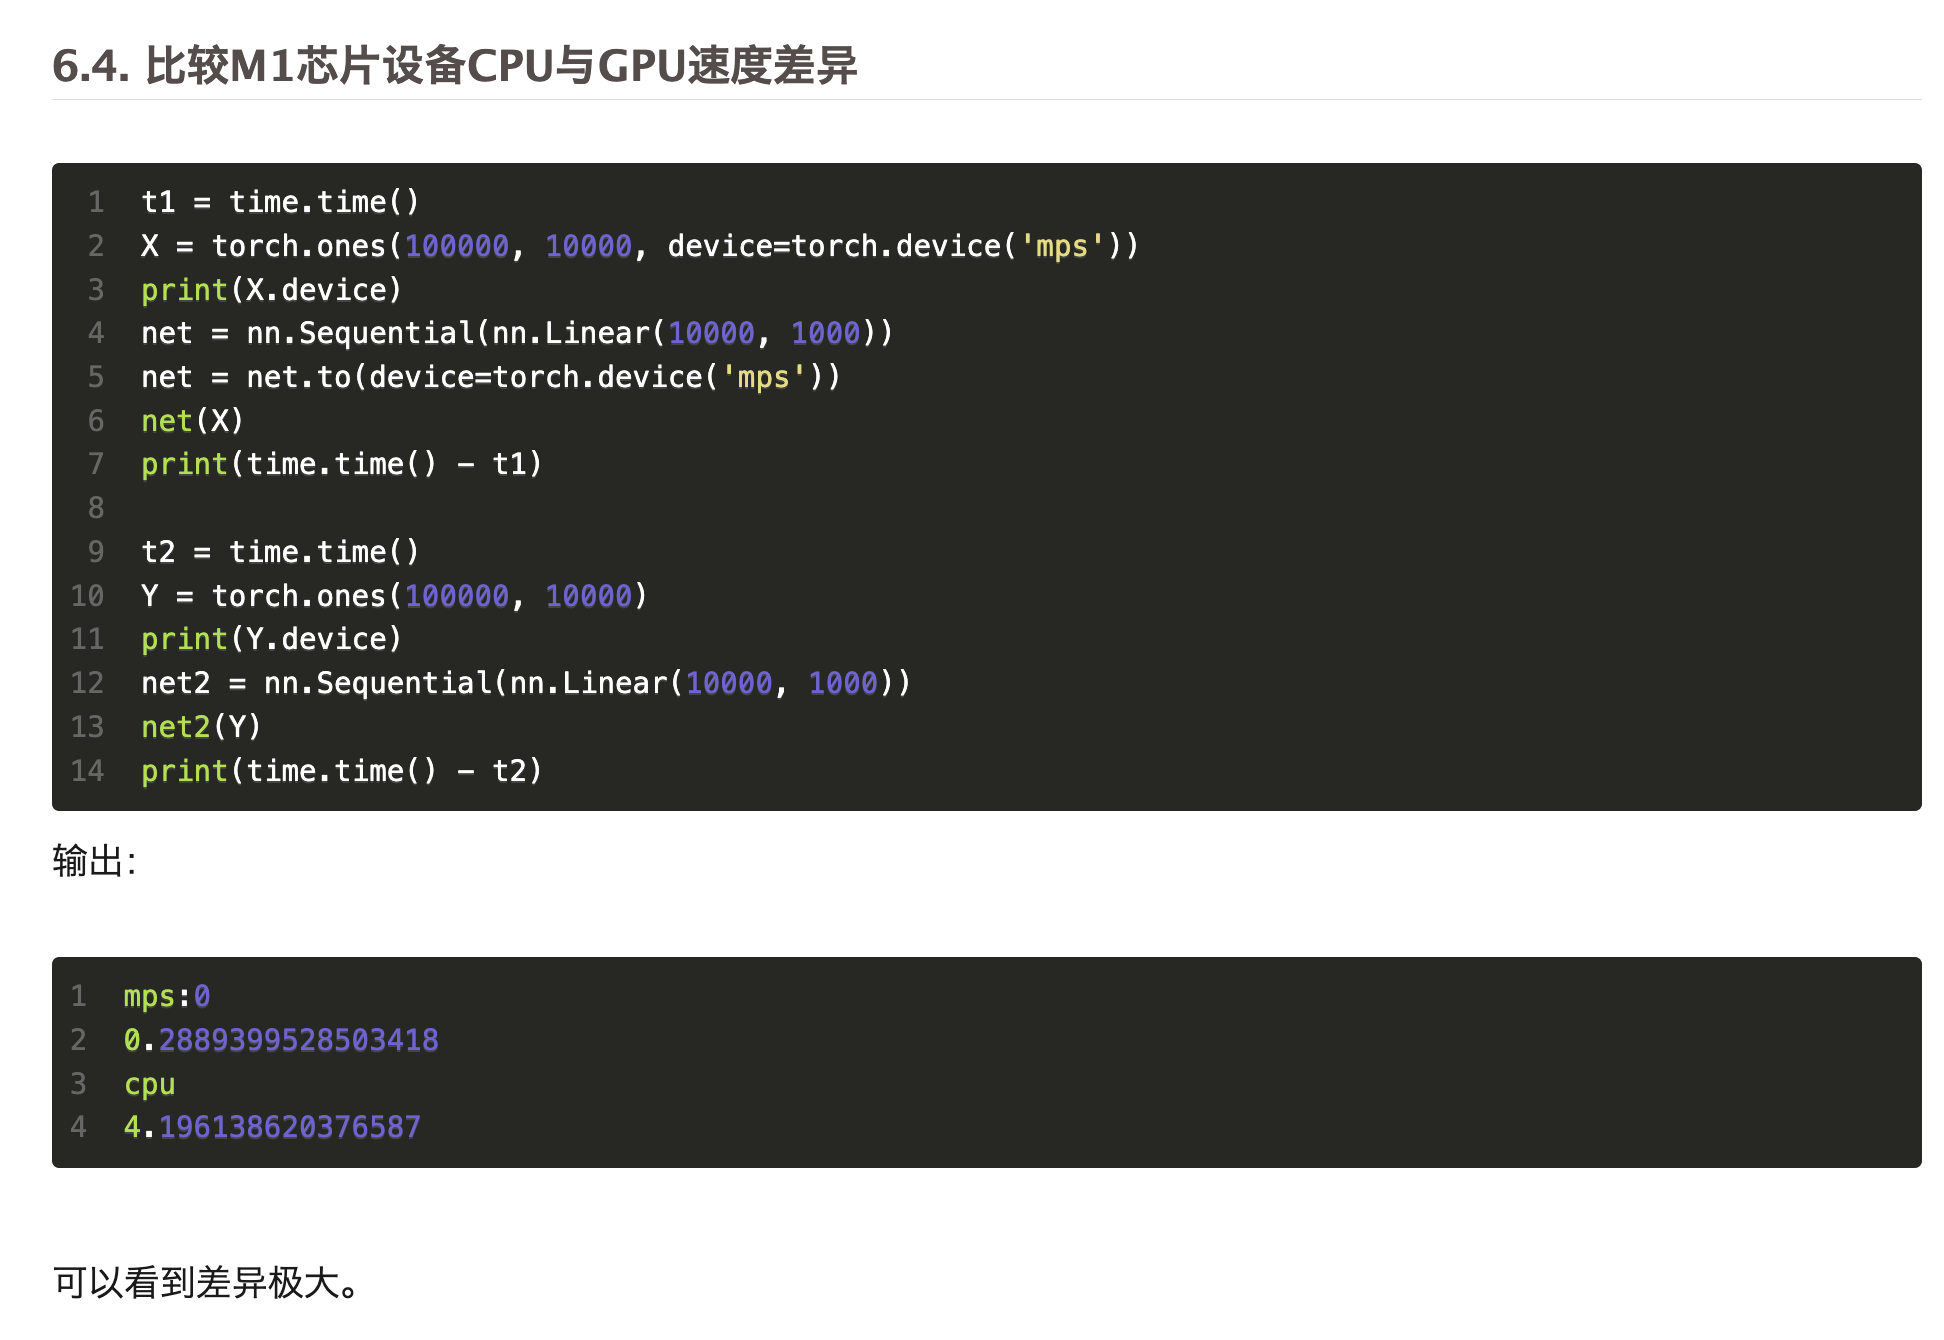 6.4. 比较M1芯片设备CPU与GPU速度差异
1 t1 = time.time()
2 X = torch.ones(100000, 10000, device=torch.device('mps'))
3 print(X.device)
4 net = nn.Sequential(nn.Linear(10000, 1000))
5 net = net.to(device=torch.device('mps'))
6 net(X)
7 print(time.time() - t1)
8
9 t2 = time.time()
10 Y = torch.ones(100000, 10000)
11 print(Y.device)
12 net2 = nn.Sequential(nn.Linear(10000, 1000))
13 net2(Y)
14 print(time.time() - t2)
输出：
1 mps:0
2 0.2889399528503418
3 cpu
4 4.196138620376587
可以看到差异极大。